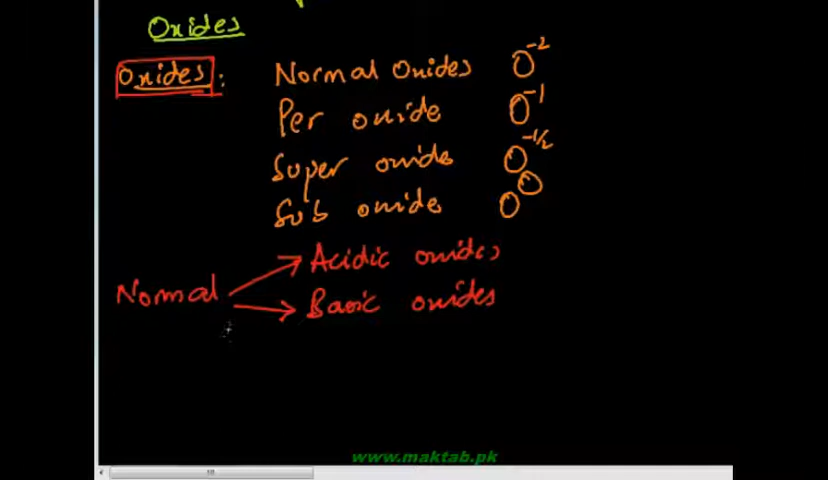 Oxides
Oxides : Normal Oxides O⁻²
Per oxide O⁻¹
Super oxide O⁻¹/²
Sub oxide O⁰
Normal → Acidic oxides
→ Basic oxides
www.maktab.pk